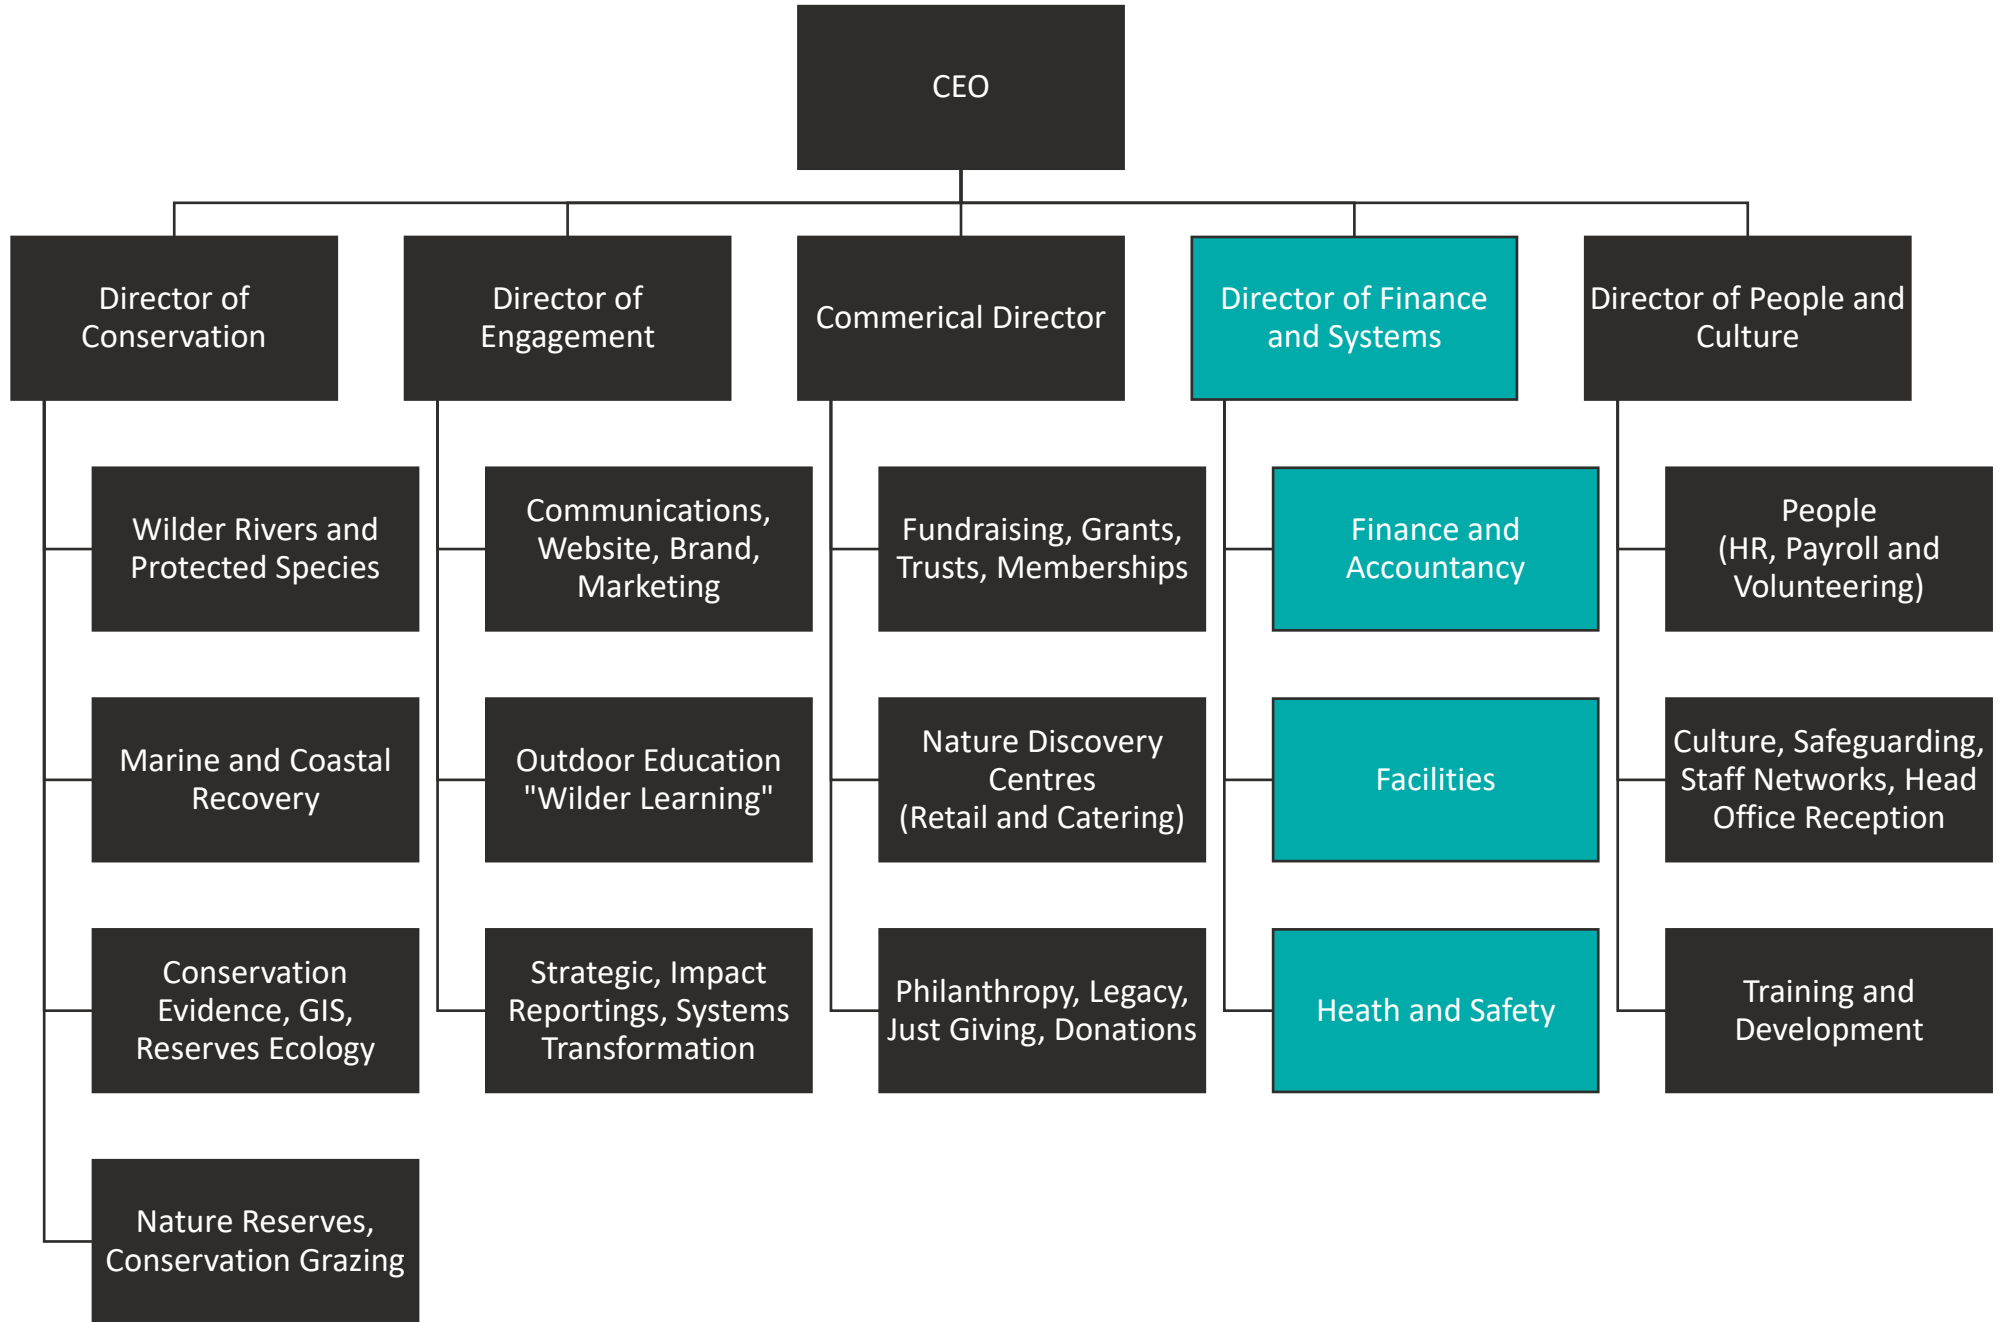 CEO
Director of
Conservation
Director of
Engagement
Commerical Director
Director of Finance
and Systems
Director of People and
Culture
Wilder Rivers and
Protected Species
Communications,
Website, Brand,
Marketing
Fundraising, Grants,
Trusts, Memberships
Finance and
Accountancy
People
(HR, Payroll and
Volunteering)
Marine and Coastal
Recovery
Outdoor Education
"Wilder Learning"
Nature Discovery
Centres
(Retail and Catering)
Facilities
Culture, Safeguarding,
Staff Networks, Head
Office Reception
Conservation
Evidence, GIS,
Reserves Ecology
Strategic, Impact
Reportings, Systems
Transformation
Philanthropy, Legacy,
Just Giving, Donations
Heath and Safety
Training and
Development
Nature Reserves,
Conservation Grazing